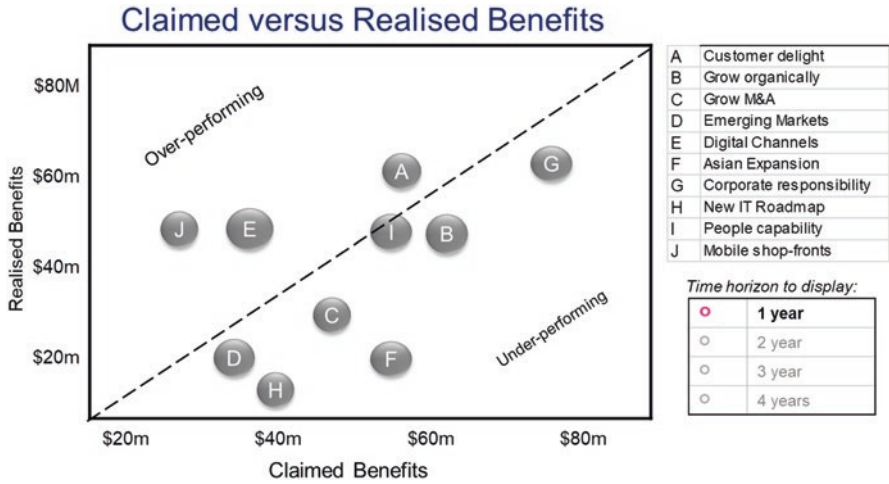 Claimed versus Realised Benefits
$80M
$60m
$40m
$20m
Realised Benefits
Over-performing
Under-performing
A
G
J
E
I
B
C
D
F
H
$20m
$40m
$60m
$80m
Claimed Benefits
A Customer delight
B Grow organically
C Grow M&A
D Emerging Markets
E Digital Channels
F Asian Expansion
G Corporate responsibility
H New IT Roadmap
I People capability
J Mobile shop-fronts
Time horizon to display:
1 year
2 year
3 year
4 years